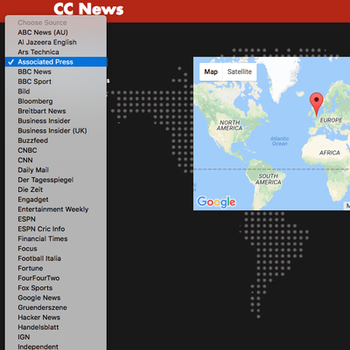 CC News
Choose Source
ABC News (AU)
Al Jazeera English
Ars Technica
✓ Associated Press
BBC News
BBC Sport
Bild
Bloomberg
Breitbart News
Business Insider
Business Insider (UK)
Buzzfeed
CNBC
CNN
Daily Mail
Der Tagesspiegel
Die Zeit
Engadget
Entertainment Weekly
ESPN
ESPN Cric Info
Financial Times
Focus
Football Italia
Fortune
FourFourTwo
Fox Sports
Google News
Gruenderszene
Hacker News
Handelsblatt
IGN
Independent
Map Satellite
NORTH
AMERICA
Atlantic
Ocean
EUROPE
AFRICA
SOUTH
AMERICA
Google
M